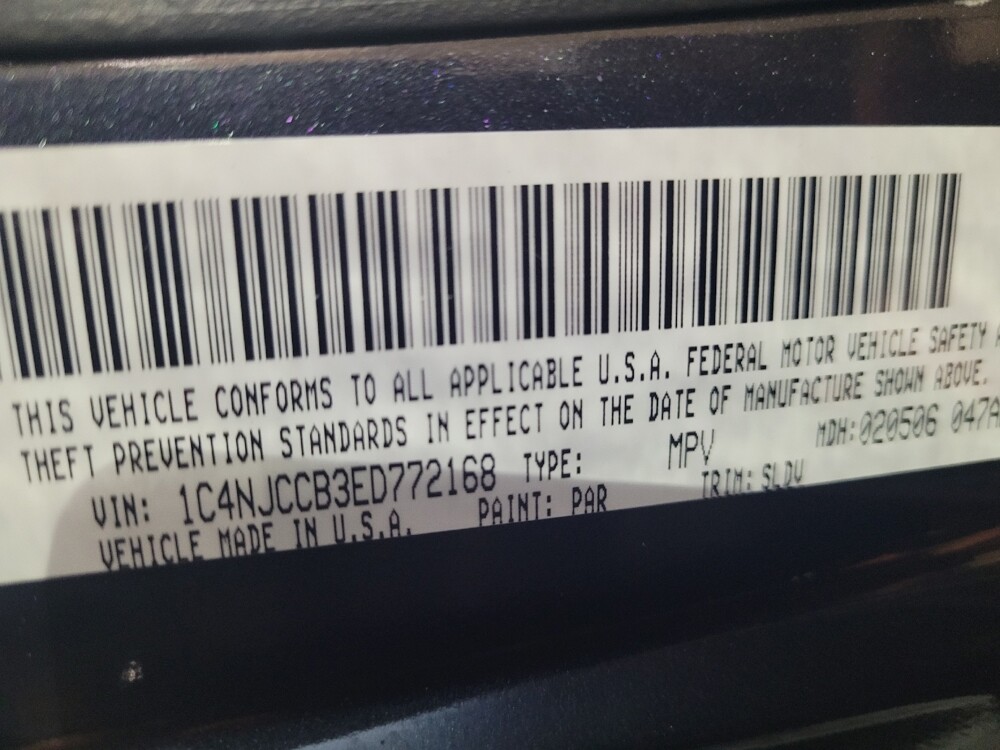 THIS VEHICLE CONFORMS TO ALL APPLICABLE U.S.A. FEDERAL MOTOR VEHICLE SAFETY
THEFT PREVENTION STANDARDS IN EFFECT ON THE DATE OF MANUFACTURE SHOWN ABOVE.
VIN: 1C4NJCCB3ED772168 TYPE: MPV MDH:020506 047A
VEHICLE MADE IN U.S.A. PAINT: PAR TRIM: SLDV